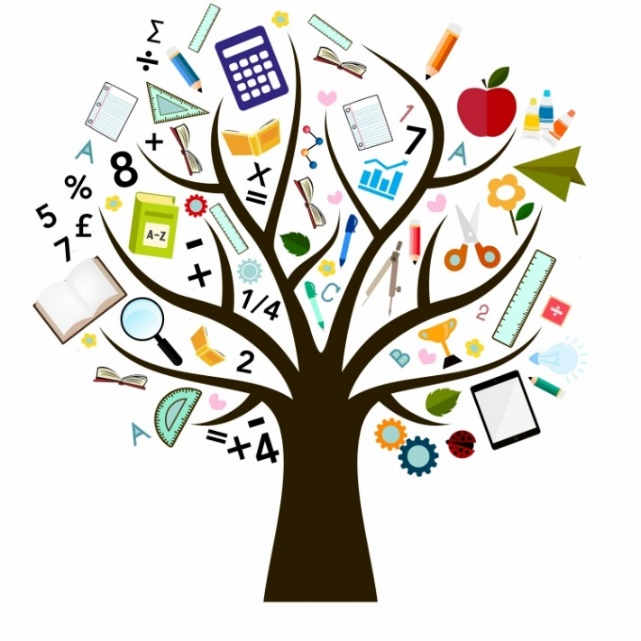 Σ
÷
1
7
A
+
8
A
%
x
=
5
£
7
A-Z
-
+
C
1/4
2
+
2
B
A
=
+
-
4